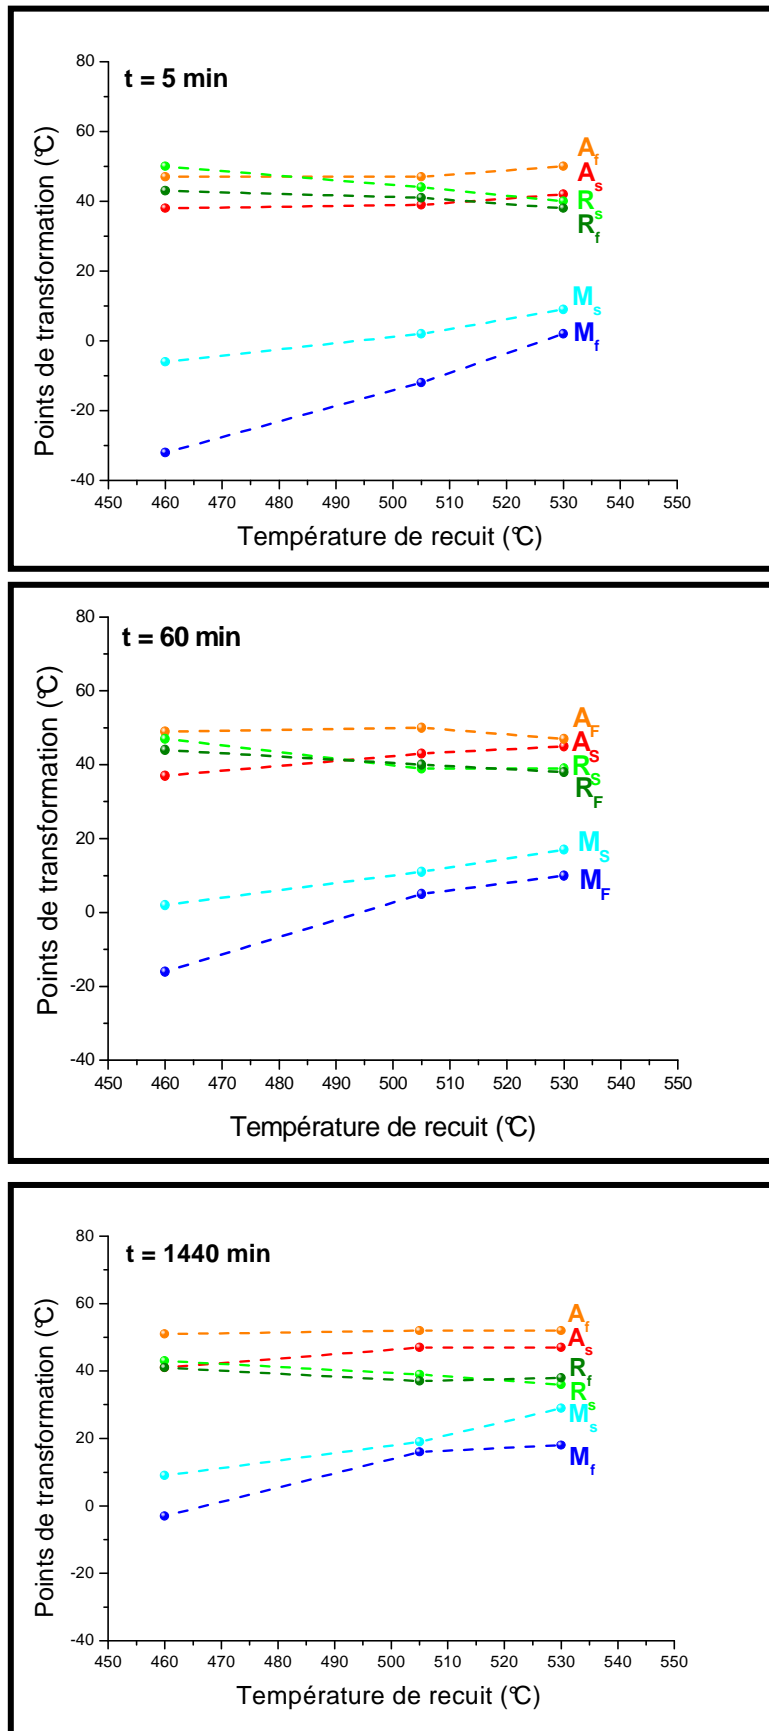 t = 5 min
80
60
40
20
0
-20
-40
Points de transformation (°C)
A f
A s
R s
R f
M s
M f
450 460 470 480 490 500 510 520 530 540 550
Température de recuit (°C)
t = 60 min
80
60
40
20
0
-20
-40
Points de transformation (°C)
A F
A S
R S
R F
M S
M F
450 460 470 480 490 500 510 520 530 540 550
Température de recuit (°C)
t = 1440 min
80
60
40
20
0
-20
-40
Points de transformation (°C)
A f
A s
R f
R s
M s
M f
450 460 470 480 490 500 510 520 530 540 550
Température de recuit (°C)